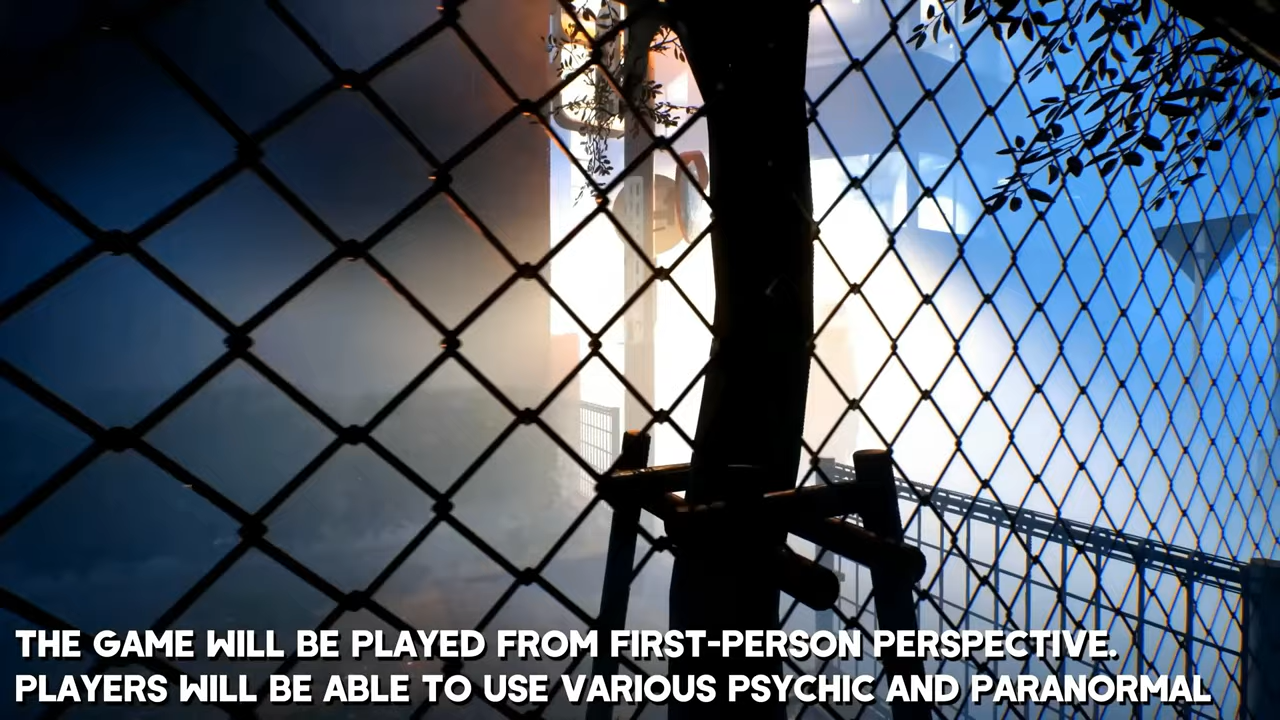 THE GAME WILL BE PLAYED FROM FIRST-PERSON PERSPECTIVE.
PLAYERS WILL BE ABLE TO USE VARIOUS PSYCHIC AND PARANORMAL